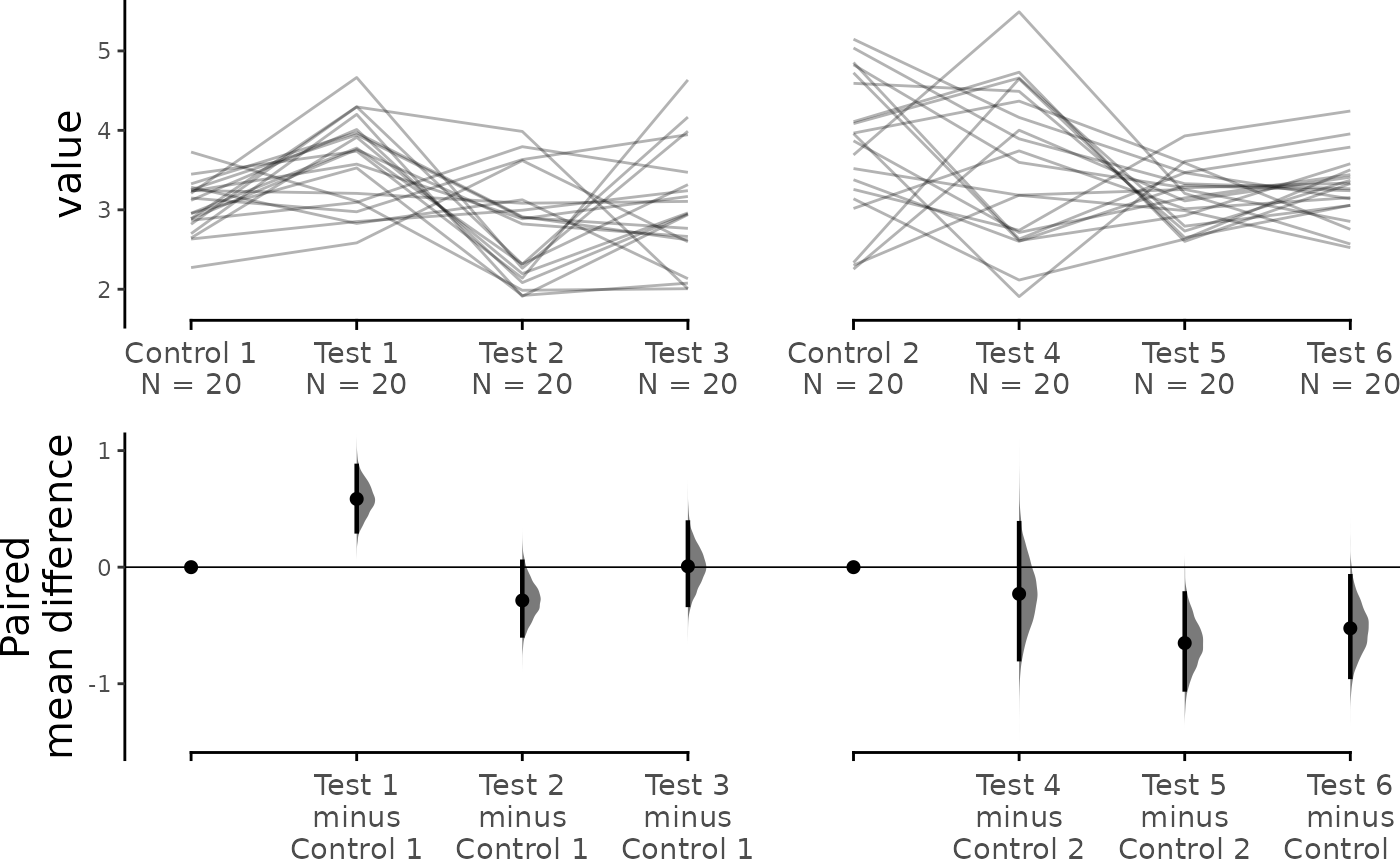 value
5
4
3
2
Control 1 Test 1 Test 2 Test 3 Control 2 Test 4 Test 5 Test 6
N = 20 N = 20 N = 20 N = 20 N = 20 N = 20 N = 20 N = 20
Paired
mean difference
1
0
-1
Test 1 Test 2 Test 3 Test 4 Test 5 Test 6
minus minus minus minus minus minus
Control 1 Control 1 Control 1 Control 2 Control 2 Control